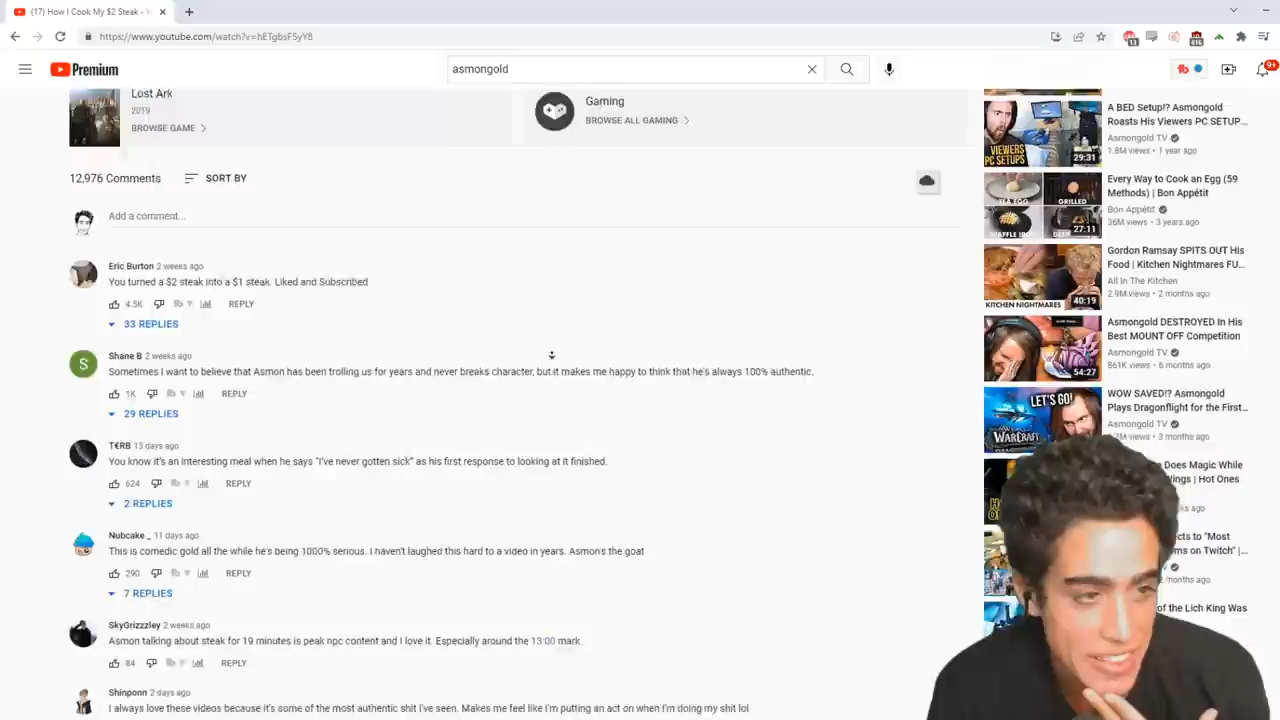 (17) How I Cook My $2 Steak -
https://www.youtube.com/watch?v=hETgbsF5yY8
Premium
asmongold
13
416
9+
Lost Ark
2019
BROWSE GAME
Gaming
BROWSE ALL GAMING
12,976 Comments
SORT BY
Add a comment...
Eric Burton 2 weeks ago
You turned a $2 steak into a $1 steak. Liked and Subscribed
4.5K
REPLY
33 REPLIES
S
Shane B 2 weeks ago
Sometimes I want to believe that Asmon has been trolling us for years and never breaks character, but it makes me happy to think that he's always 100% authentic.
1K
REPLY
29 REPLIES
T€RB 13 days ago
You know it's an interesting meal when he says "I've never gotten sick" as his first response to looking at it finished.
624
REPLY
2 REPLIES
Nubcake _ 11 days ago
This is comedic gold all the while he's being 1000% serious. I haven't laughed this hard to a video in years. Asmon's the goat
290
REPLY
7 REPLIES
SkyGrizzzley 2 weeks ago
Asmon talking about steak for 19 minutes is peak npc content and I love it. Especially around the 13:00 mark.
84
REPLY
Shinponn 2 days ago
I always love these videos because it's some of the most authentic shit I've seen. Makes me feel like I'm putting an act on when I'm doing my shit lol
VIEWERS
PC SETUPS
29:31
A BED Setup!? Asmongold
Roasts His Viewers PC SETUP...
Asmongold TV
1.8M views • 1 year ago
TEA EGG
GRILLED
27:11
Every Way to Cook an Egg (59
Methods) | Bon Appétit
Bon Appétit
36M views • 3 years ago
KITCHEN NIGHTMARES
40:19
Gordon Ramsay SPITS OUT His
Food | Kitchen Nightmares FU...
All In The Kitchen
2.9M views • 2 months ago
54:27
Asmongold DESTROYED In His
Best MOUNT OFF Competition
Asmongold TV
861K views • 6 months ago
LET'S GO!
WARCRAFT
WOW SAVED!? Asmongold
Plays Dragonflight for the First...
Asmongold TV
views • 3 months ago
Does Magic While
ings | Hot Ones
ago
cts to "Most
ms on Twitch" |...
months ago
of the Lich King Was